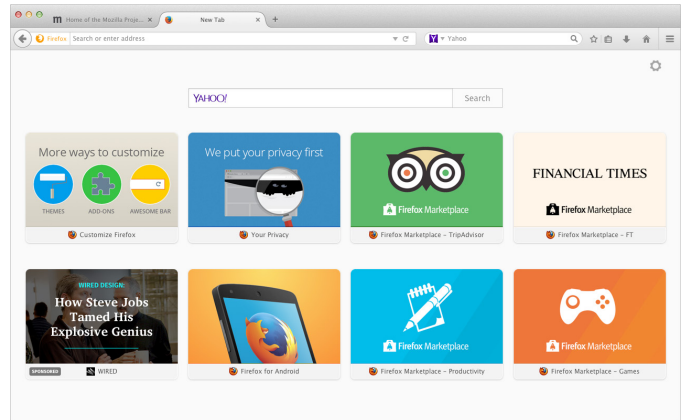 m Home of the Mozilla Proje... ×
New Tab ×
+
Firefox Search or enter address
Yahoo
YAHOO!
Search
More ways to customize
THEMES ADD-ONS AWESOME BAR
Customize Firefox
We put your privacy first
Your Privacy
Firefox Marketplace
Firefox Marketplace – TripAdvisor
FINANCIAL TIMES
Firefox Marketplace
Firefox Marketplace – FT
WIRED DESIGN:
How Steve Jobs
Tamed His
Explosive Genius
SPONSORED WIRED
Firefox for Android
Firefox Marketplace
Firefox Marketplace – Productivity
Firefox Marketplace
Firefox Marketplace – Games